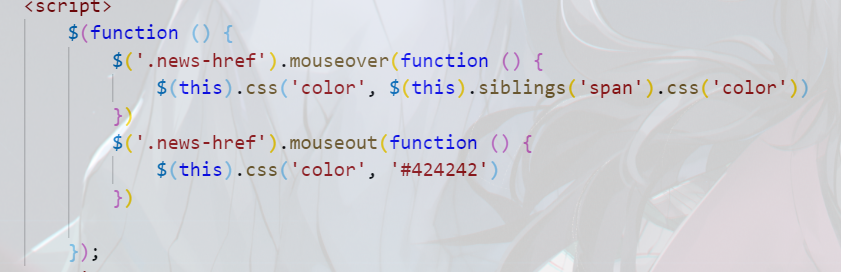 <script>
$(function () {
$('.news-href').mouseover(function () {
$(this).css('color', $(this).siblings('span').css('color'))
})
$('.news-href').mouseout(function () {
$(this).css('color', '#424242')
})
});